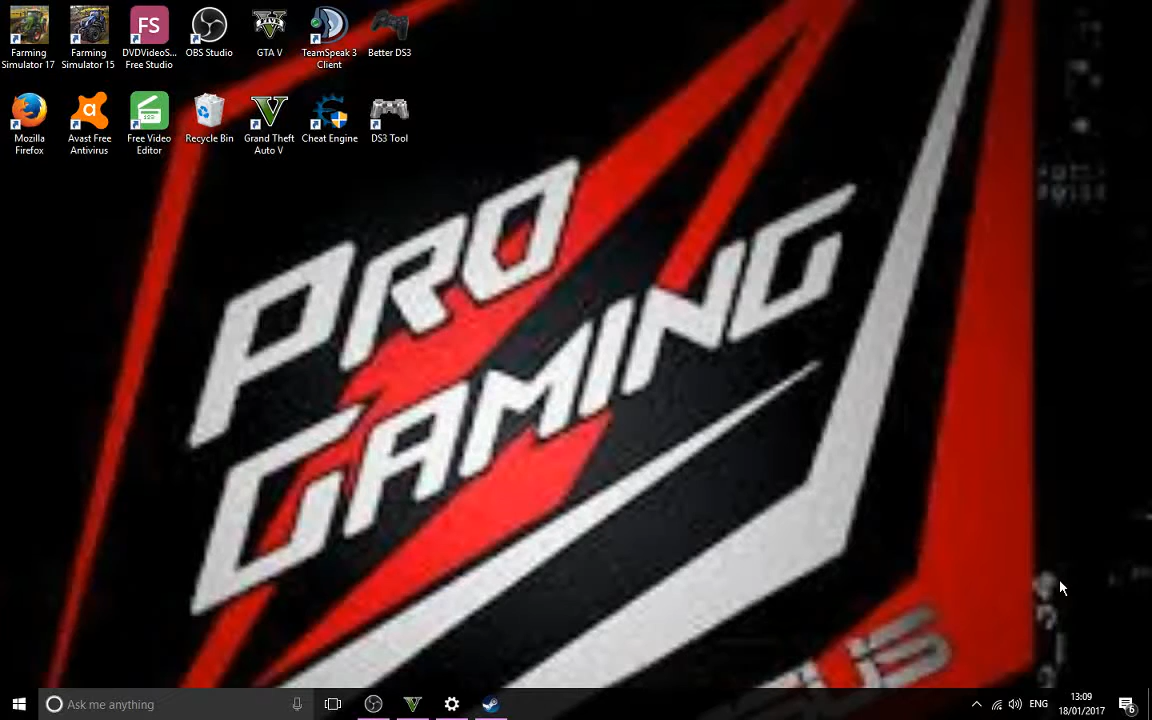 Farming
Simulator 17
Farming
Simulator 15
FS
DVDVideoS...
Free Studio
OBS Studio
FIVE
GTA V
TeamSpeak 3
Client
Better DS3
Mozilla
Firefox
a
Avast Free
Antivirus
Free Video
Editor
Recycle Bin
Grand Theft
Auto V
Cheat Engine
DS3 Tool
PRO
GAMING
Ask me anything
ENG
13:09
18/01/2017
6